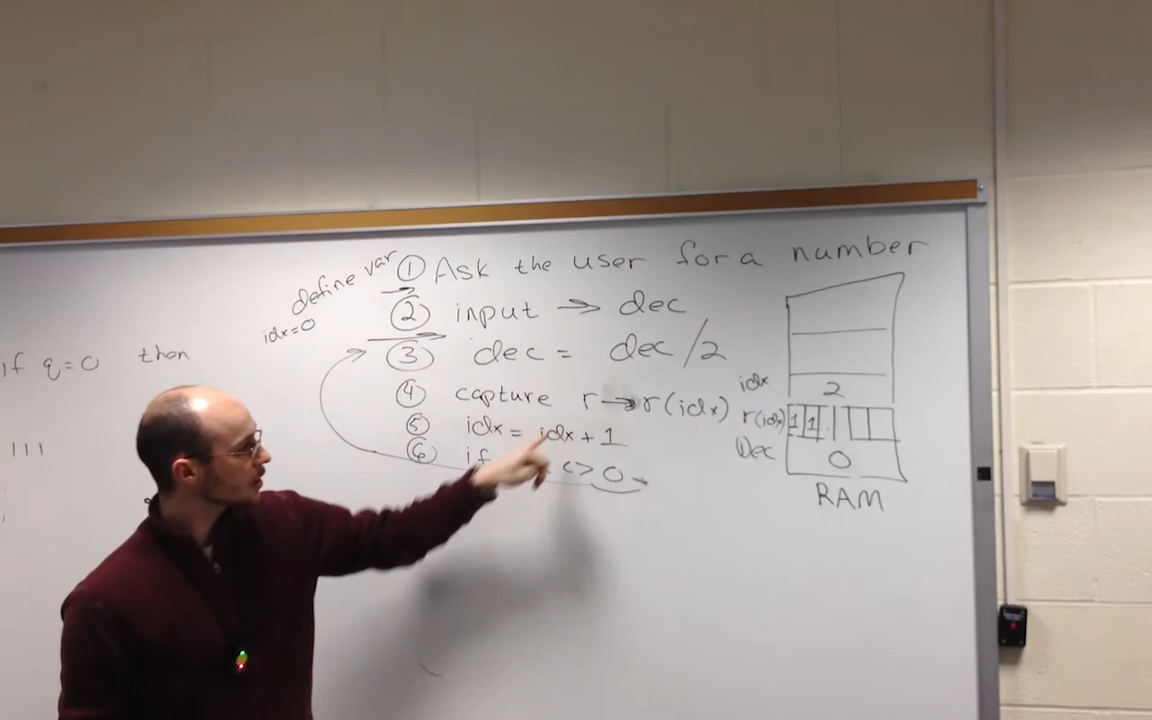 if q=0 then
111
define var
idx=0
① Ask the user for a number
② input → dec
③ dec = dec/2
④ capture r→r(idx)
⑤ idx = idx + 1
⑥ if <> 0
idx 2
r(idx) 1 1
Dec 0
RAM